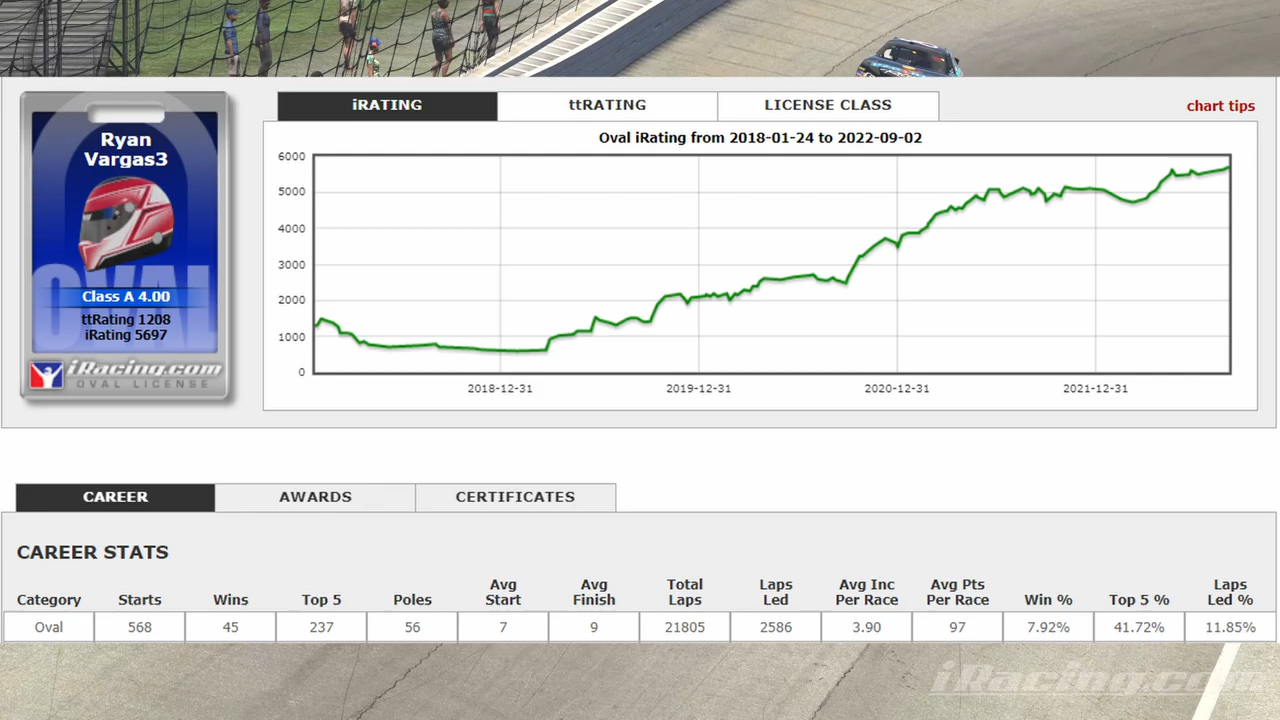 Ryan
Vargas3
OVAL
Class A 4.00
ttRating 1208
iRating 5697
iRacing.com
OVAL LICENSE
iRATING
ttRATING
LICENSE CLASS
chart tips
Oval iRating from 2018-01-24 to 2022-09-02
6000
5000
4000
3000
2000
1000
0
2018-12-31
2019-12-31
2020-12-31
2021-12-31
CAREER
AWARDS
CERTIFICATES
CAREER STATS
Category Starts Wins Top 5 Poles Avg Start Avg Finish Total Laps Laps Led Avg Inc Per Race Avg Pts Per Race Win % Top 5 % Laps Led %
Oval 568 45 237 56 7 9 21805 2586 3.90 97 7.92% 41.72% 11.85%
iRacing.com